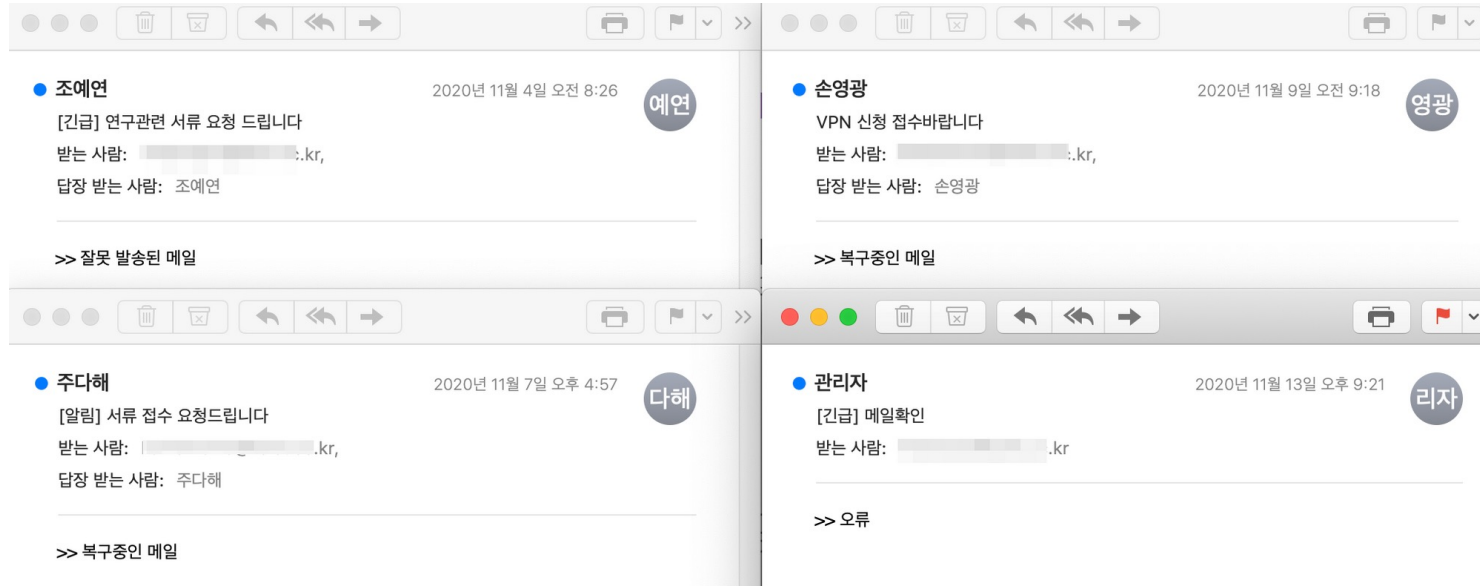 조예연
2020년 11월 4일 오전 8:26
예연
[긴급] 연구관련 서류 요청 드립니다
받는 사람: .kr,
답장 받는 사람: 조예연
>> 잘못 발송된 메일
손영광
2020년 11월 9일 오전 9:18
영광
VPN 신청 접수바랍니다
받는 사람: .kr,
답장 받는 사람: 손영광
>> 복구중인 메일
주다해
2020년 11월 7일 오후 4:57
다해
[알림] 서류 접수 요청드립니다
받는 사람: .kr,
답장 받는 사람: 주다해
>> 복구중인 메일
관리자
2020년 11월 13일 오후 9:21
리자
[긴급] 메일확인
받는 사람: .kr
>> 오류